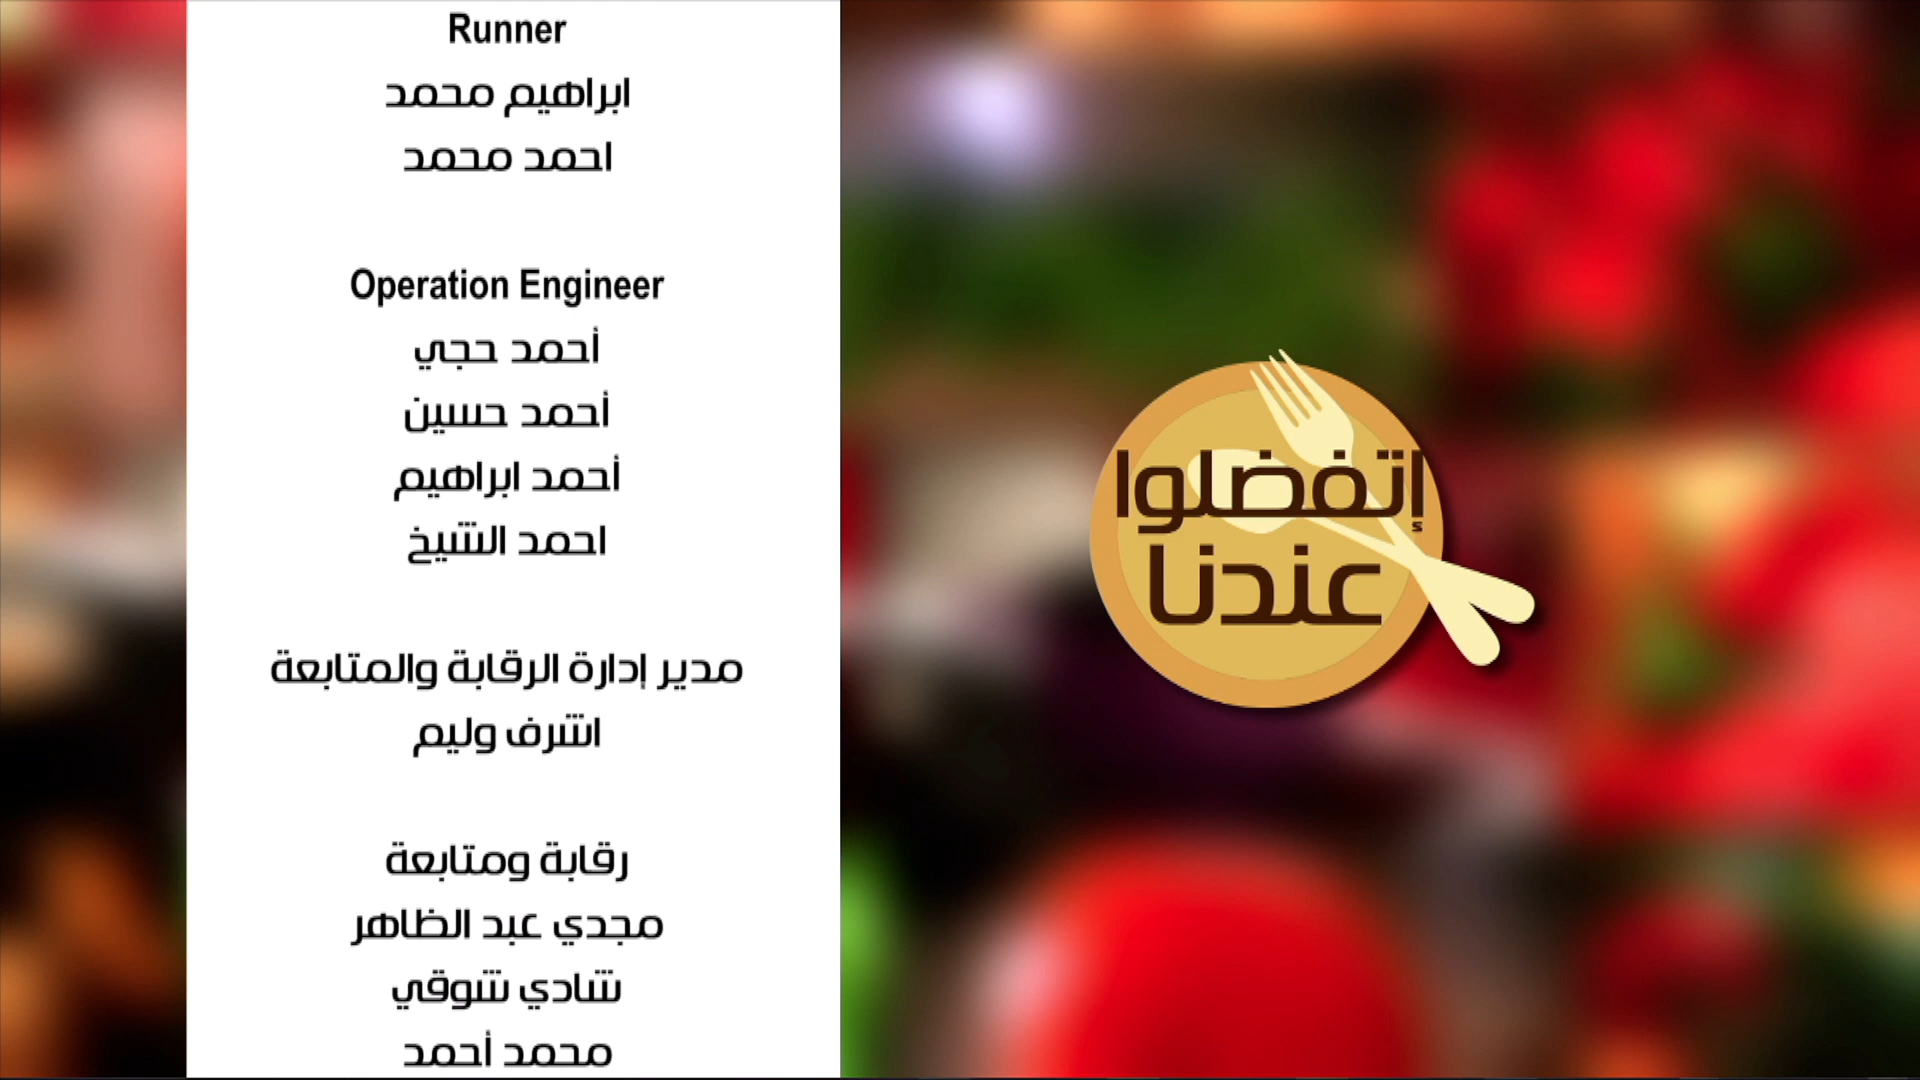 Runner
ابراهيم محمد
احمد محمد
Operation Engineer
أحمد حجي
أحمد حسين
أحمد ابراهيم
احمد الشيخ
مدير إدارة الرقابة والمتابعة
اشرف وليم
رقابة ومتابعة
مجدي عبد الظاهر
شادي شوقي
محمد أحمد
إتفضلوا
عندنا